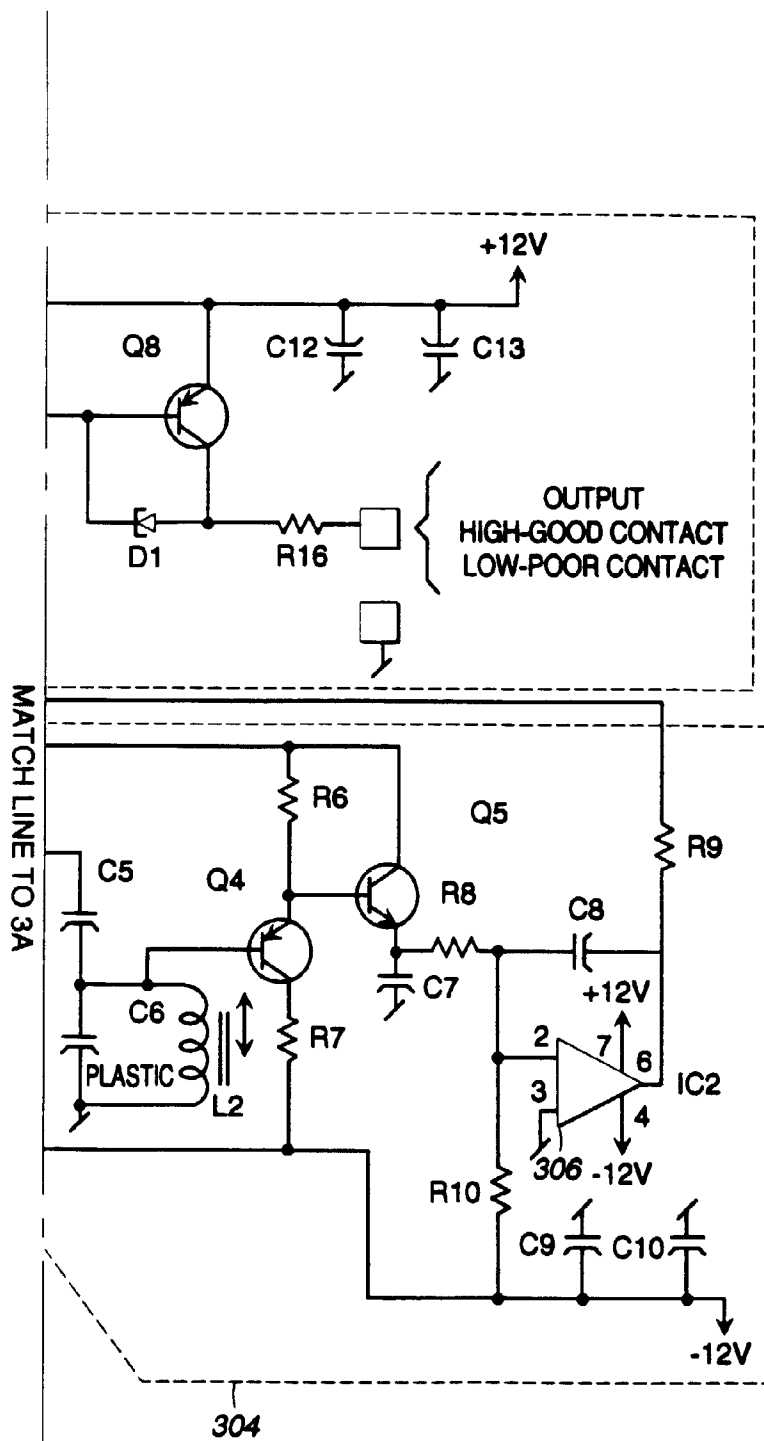 +12V
Q8
C12
C13
D1
R16
OUTPUT
HIGH-GOOD CONTACT
LOW-POOR CONTACT
MATCH LINE TO 3A
R6
Q5
R9
C5
Q4
R8
C8
C7
+12V
C6
R7
2
7
6
PLASTIC
L2
3
4
IC2
306
-12V
R10
C9
C10
-12V
304